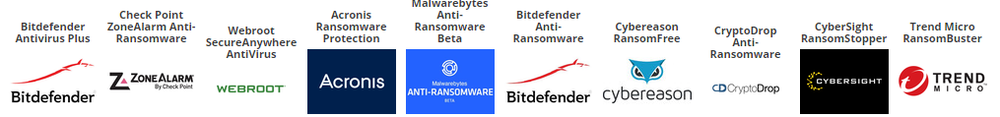 Bitdefender
Antivirus Plus
Bitdefender
Check Point
ZoneAlarm Anti-
Ransomware
ZONEALARM
By Check Point
Webroot
SecureAnywhere
AntiVirus
WEBROOT
Acronis
Ransomware
Protection
Acronis
Malwarebytes
Anti-
Ransomware
Beta
Malwarebytes
ANTI-RANSOMWARE
BETA
Bitdefender
Anti-
Ransomware
Bitdefender
Cybereason
RansomFree
cybereason
CryptoDrop
Anti-
Ransomware
CD CryptoDrop
CyberSight
RansomStopper
CYBERSIGHT
Trend Micro
RansomBuster
TREND
MICRO